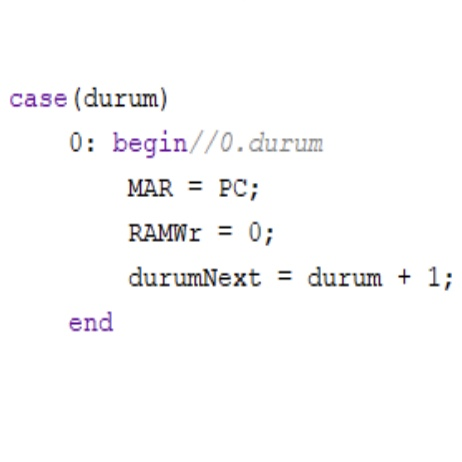 case(durum)
0: begin//0.durum
MAR = PC;
RAMWr = 0;
durumNext = durum + 1;
end